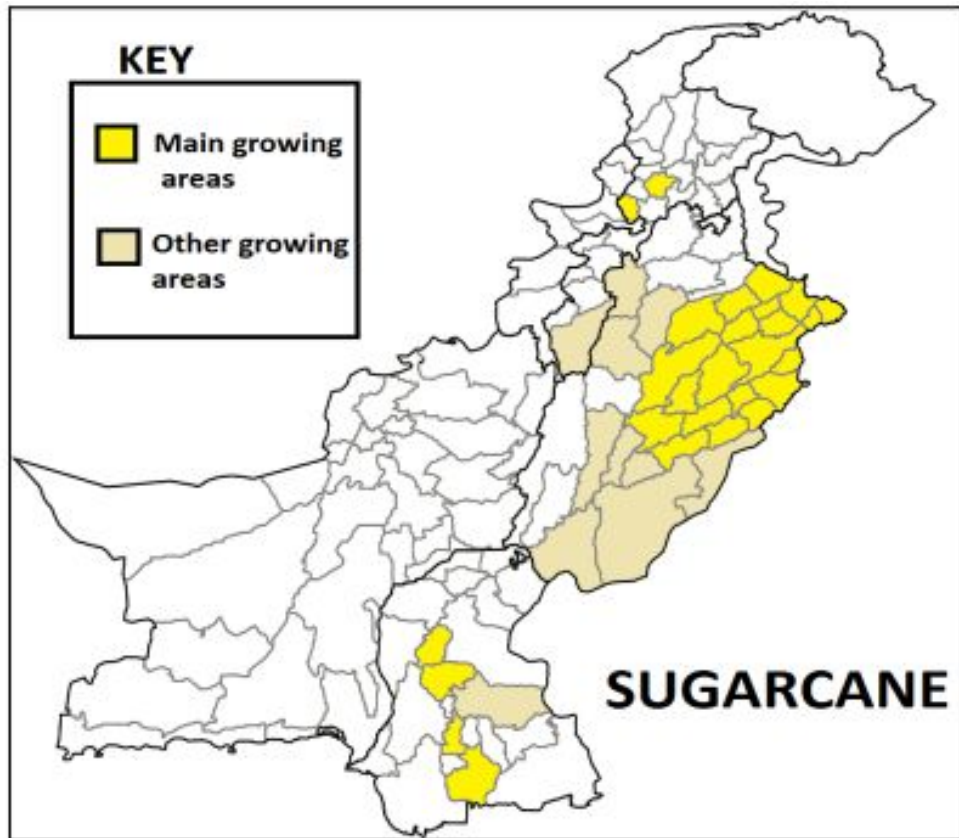 KEY
Main growing
areas
Other growing
areas
SUGARCANE